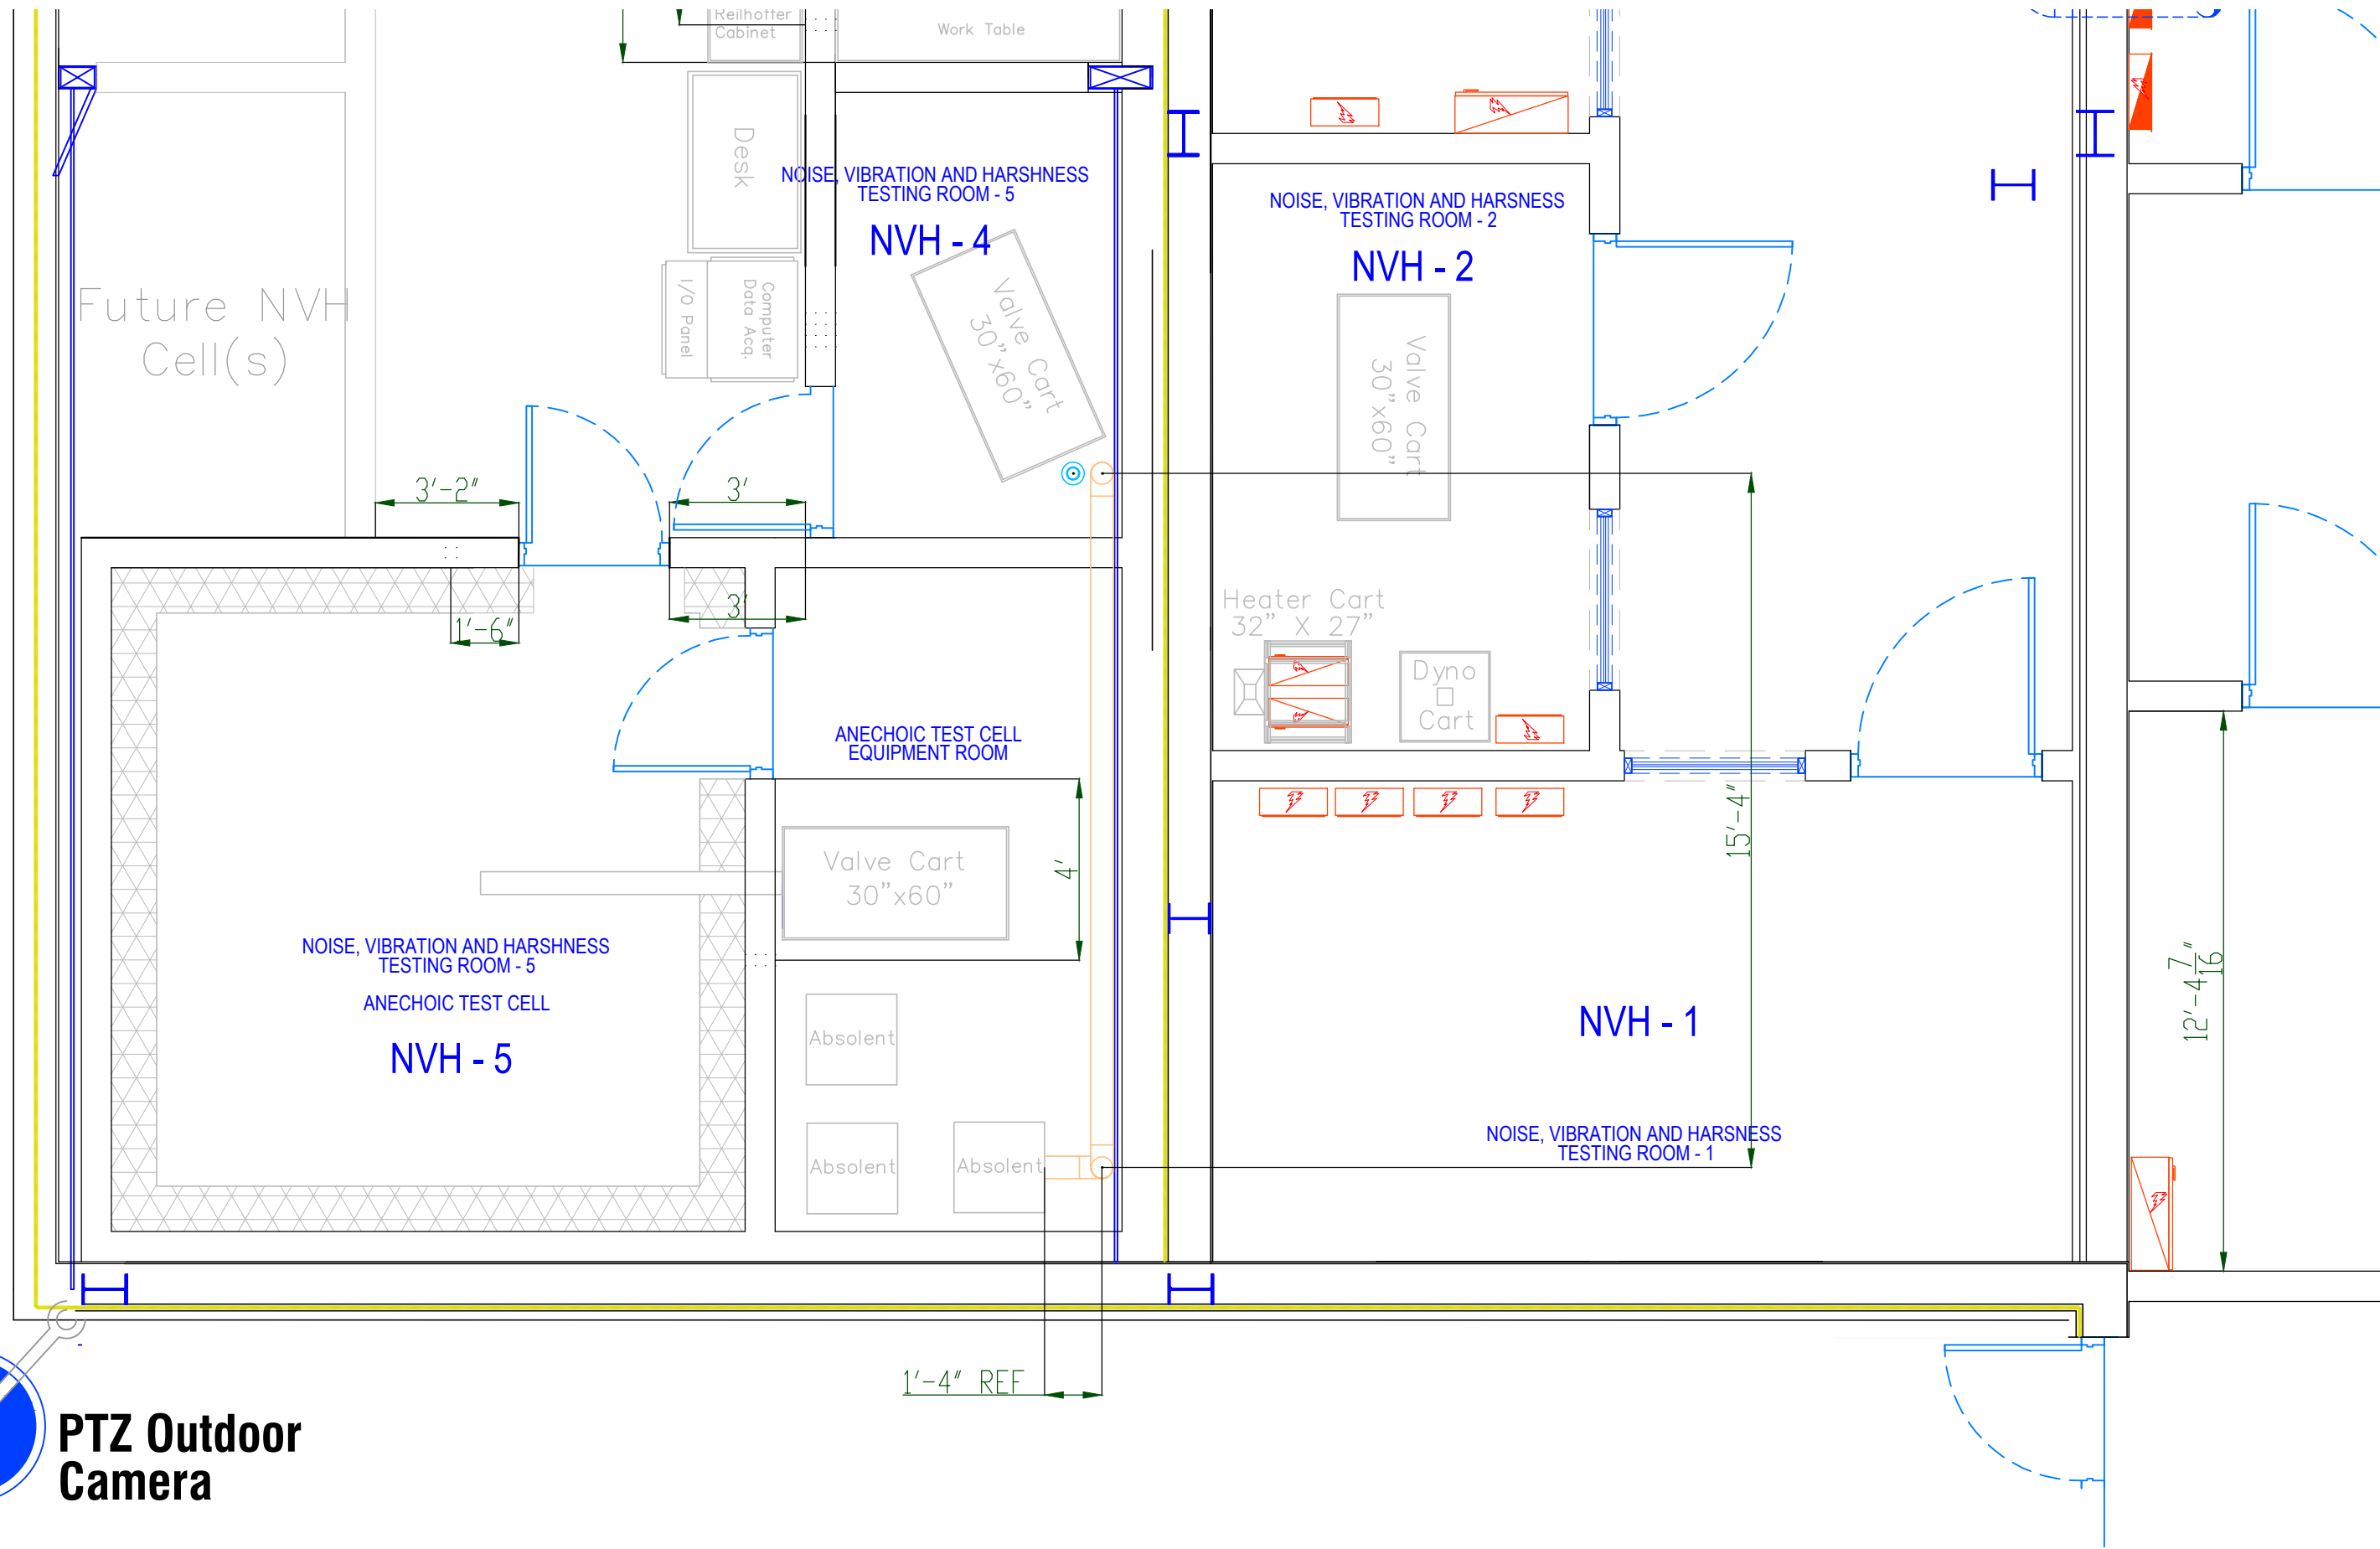 Reilhoffer
Cabinet
Work Table
Desk
NOISE, VIBRATION AND HARSHNESS
TESTING ROOM - 5
NVH - 4
NOISE, VIBRATION AND HARSNESS
TESTING ROOM - 2
NVH - 2
Future NVH
Cell(s)
I/O Panel
Computer
Data Acq.
Valve Cart
30"x60"
Valve Cart
30"x60"
3'-2"
3'
3'
1'-6"
Heater Cart
32" X 27"
Dyno
Cart
ANECHOIC TEST CELL
EQUIPMENT ROOM
15'-4"
Valve Cart
30"x60"
4'
NOISE, VIBRATION AND HARSHNESS
TESTING ROOM - 5
ANECHOIC TEST CELL
NVH - 5
NVH - 1
12'-4 7/16"
Absolent
Absolent
Absolent
NOISE, VIBRATION AND HARSNESS
TESTING ROOM - 1
1'-4" REF
PTZ Outdoor
Camera